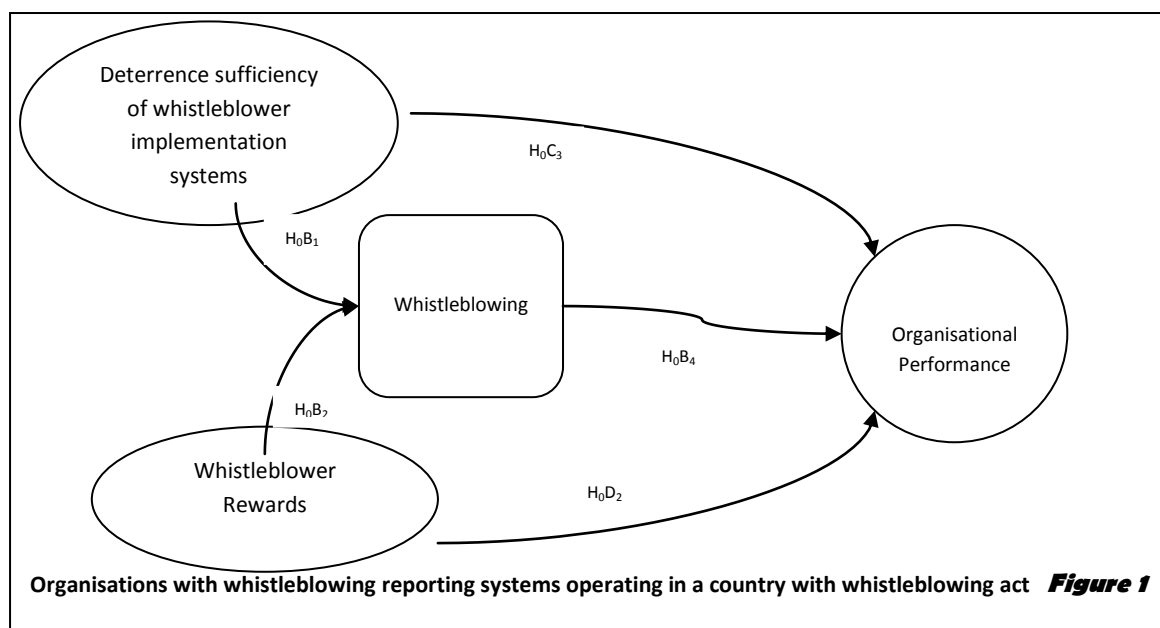 Deterrence sufficiency
of whistleblower
implementation
systems
H₀C₃
H₀B₁
Whistleblowing
Organisational
Performance
H₀B₄
H₀B₂
Whistleblower
Rewards
H₀D₂
Organisations with whistleblowing reporting systems operating in a country with whistleblowing act Figure 1